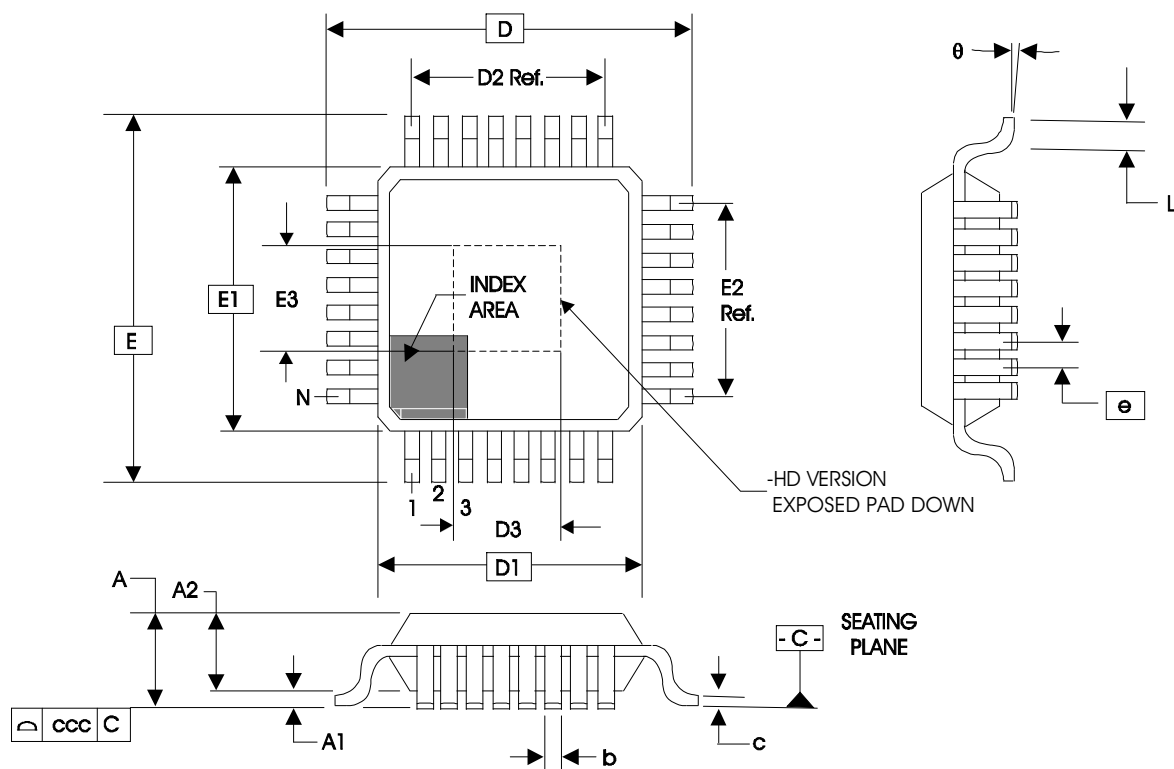 D
θ
D2 Ref.
L
E
E1
E3
INDEX
AREA
E2
Ref.
N
e
1
2
3
-HD VERSION
EXPOSED PAD DOWN
D3
D1
A
A2
SEATING
PLANE
- C -
⌓ ccc C
A1
b
c